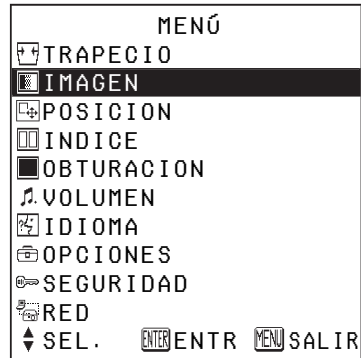 MENÚ
TRAPECIO
IMAGEN
POSICION
INDICE
OBTURACION
VOLUMEN
IDIOMA
OPCIONES
SEGURIDAD
RED
SEL. ENTER ENTR MENU SALIR